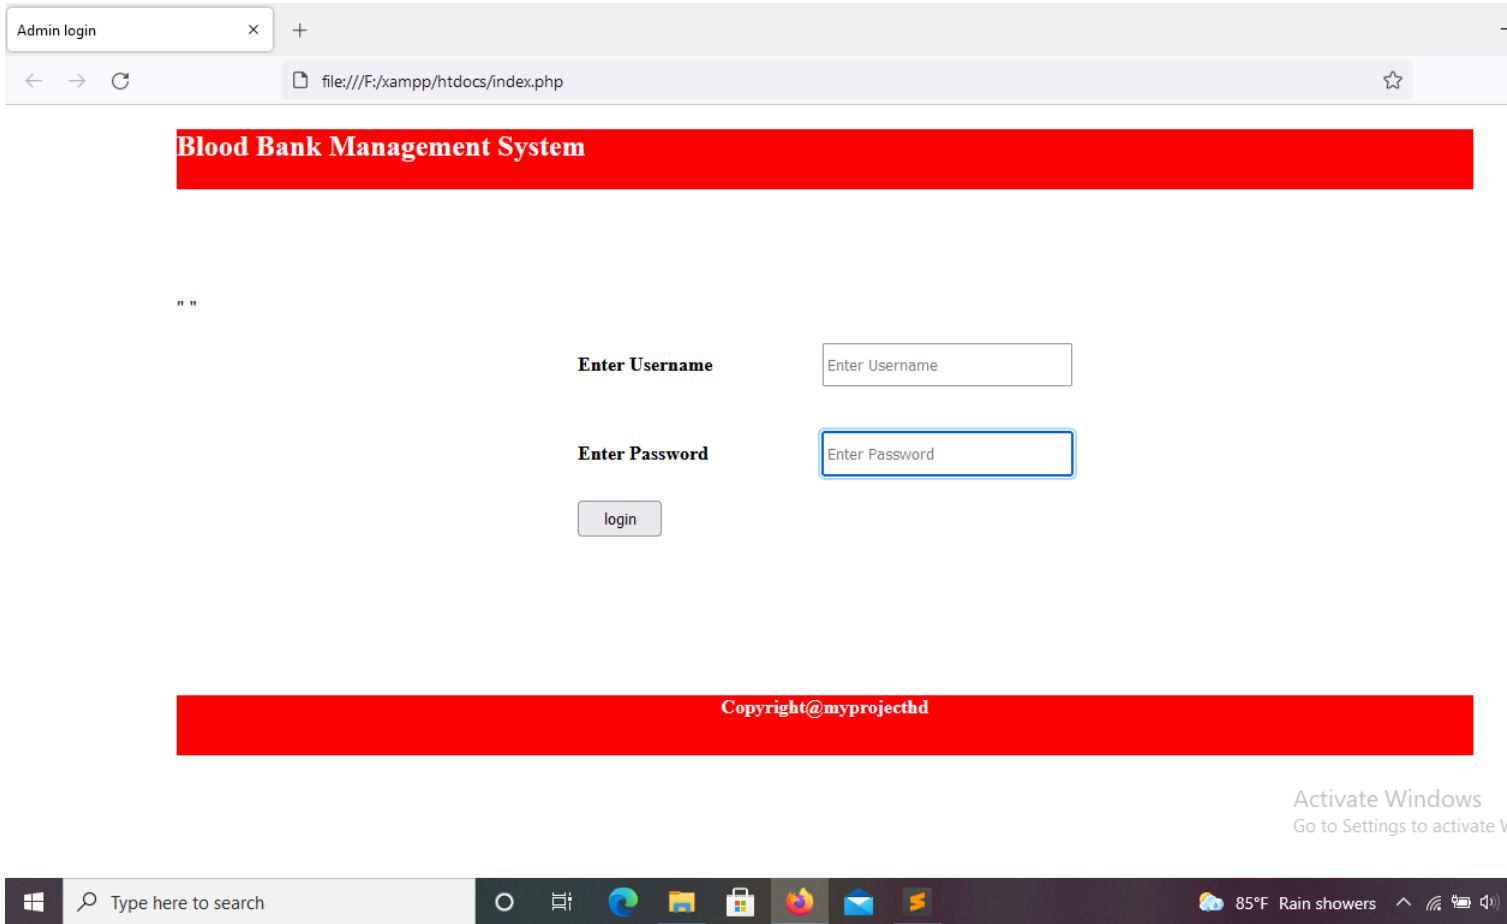 Admin login
file:///F:/xampp/htdocs/index.php
Blood Bank Management System
" "
Enter Username Enter Username
Enter Password Enter Password
login
Copyright@myprojecthd
Activate Windows
Go to Settings to activate
Type here to search 85°F Rain showers